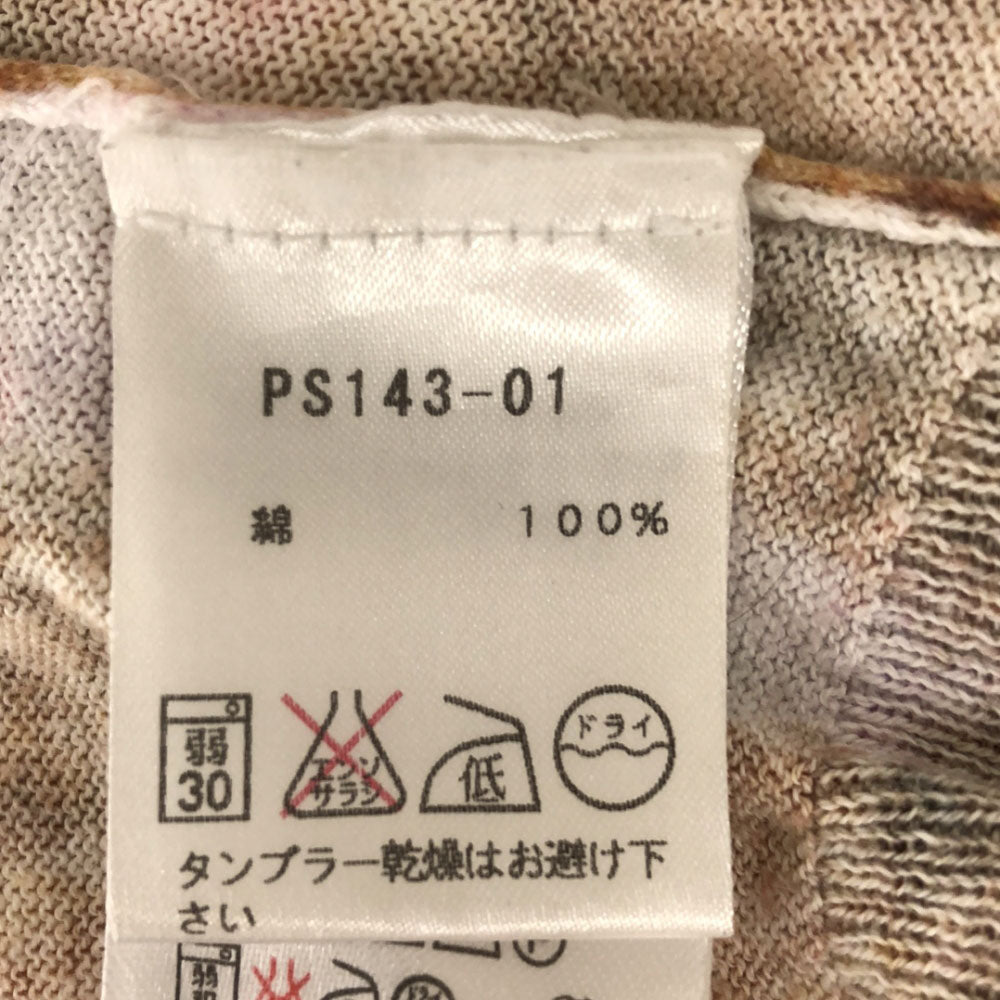 PS143-01
綿 100%
弱 エンソ ドライ
30 サラシ 低
タンブラー乾燥はお避け下
さい
弱